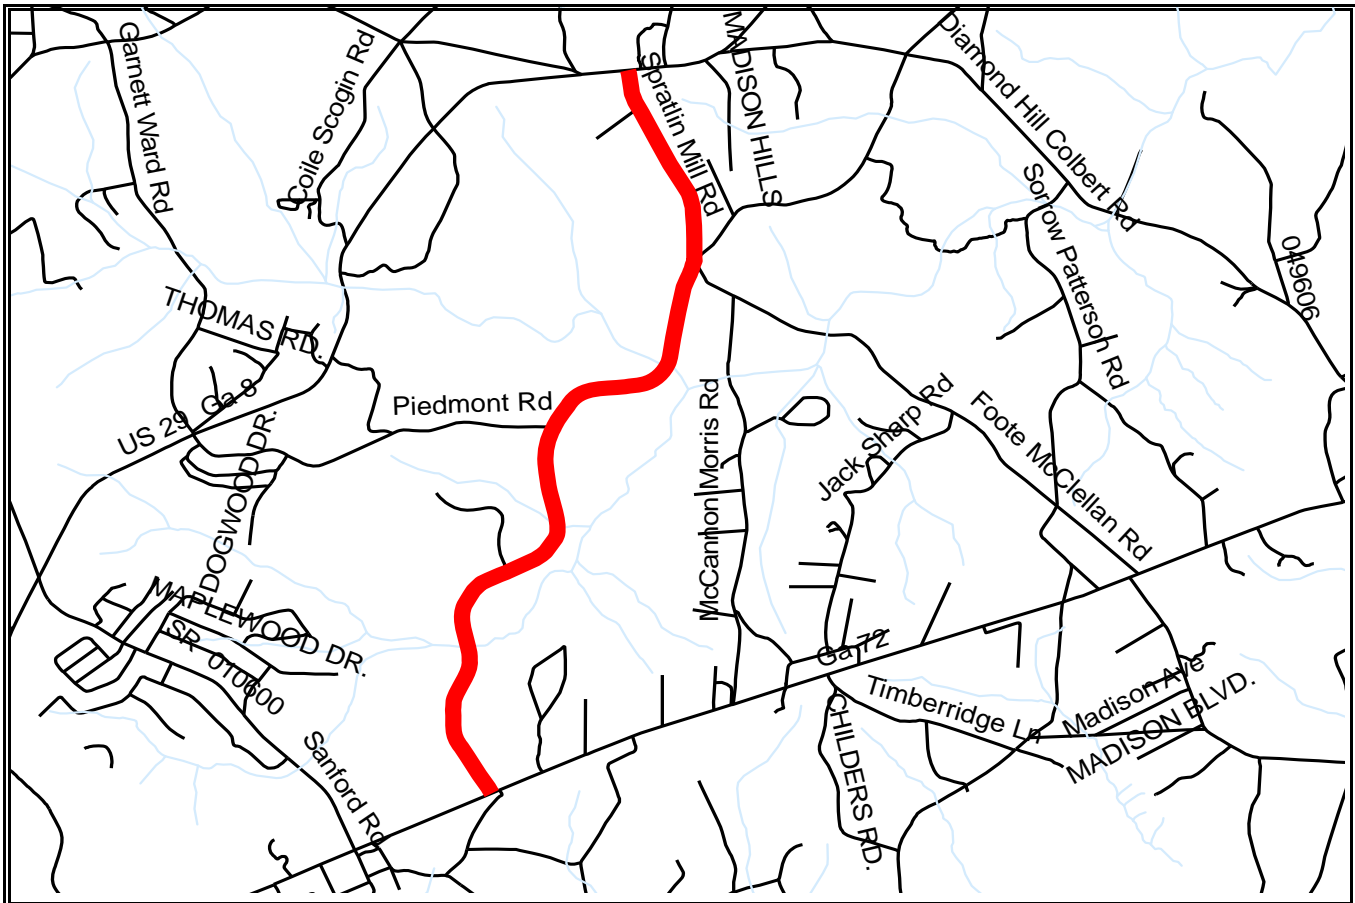 Garnett Ward Rd
Coile Scogin Rd
Spratlin Mill Rd
MADISON HILLS
Diamond Hill Colbert Rd
Sorrow Patterson Rd
049606
THOMAS RD.
US 29 Ga 8
Piedmont Rd
DOGWOOD DR.
McCannon Morris Rd
Jack Sharp Rd
Foote McClellan Rd
MAPLEWOOD DR.
SR 010600
Ga 72
Timberridge Ln
Madison Ave
MADISON BLVD.
CHILDERS RD.
Sanford Rd